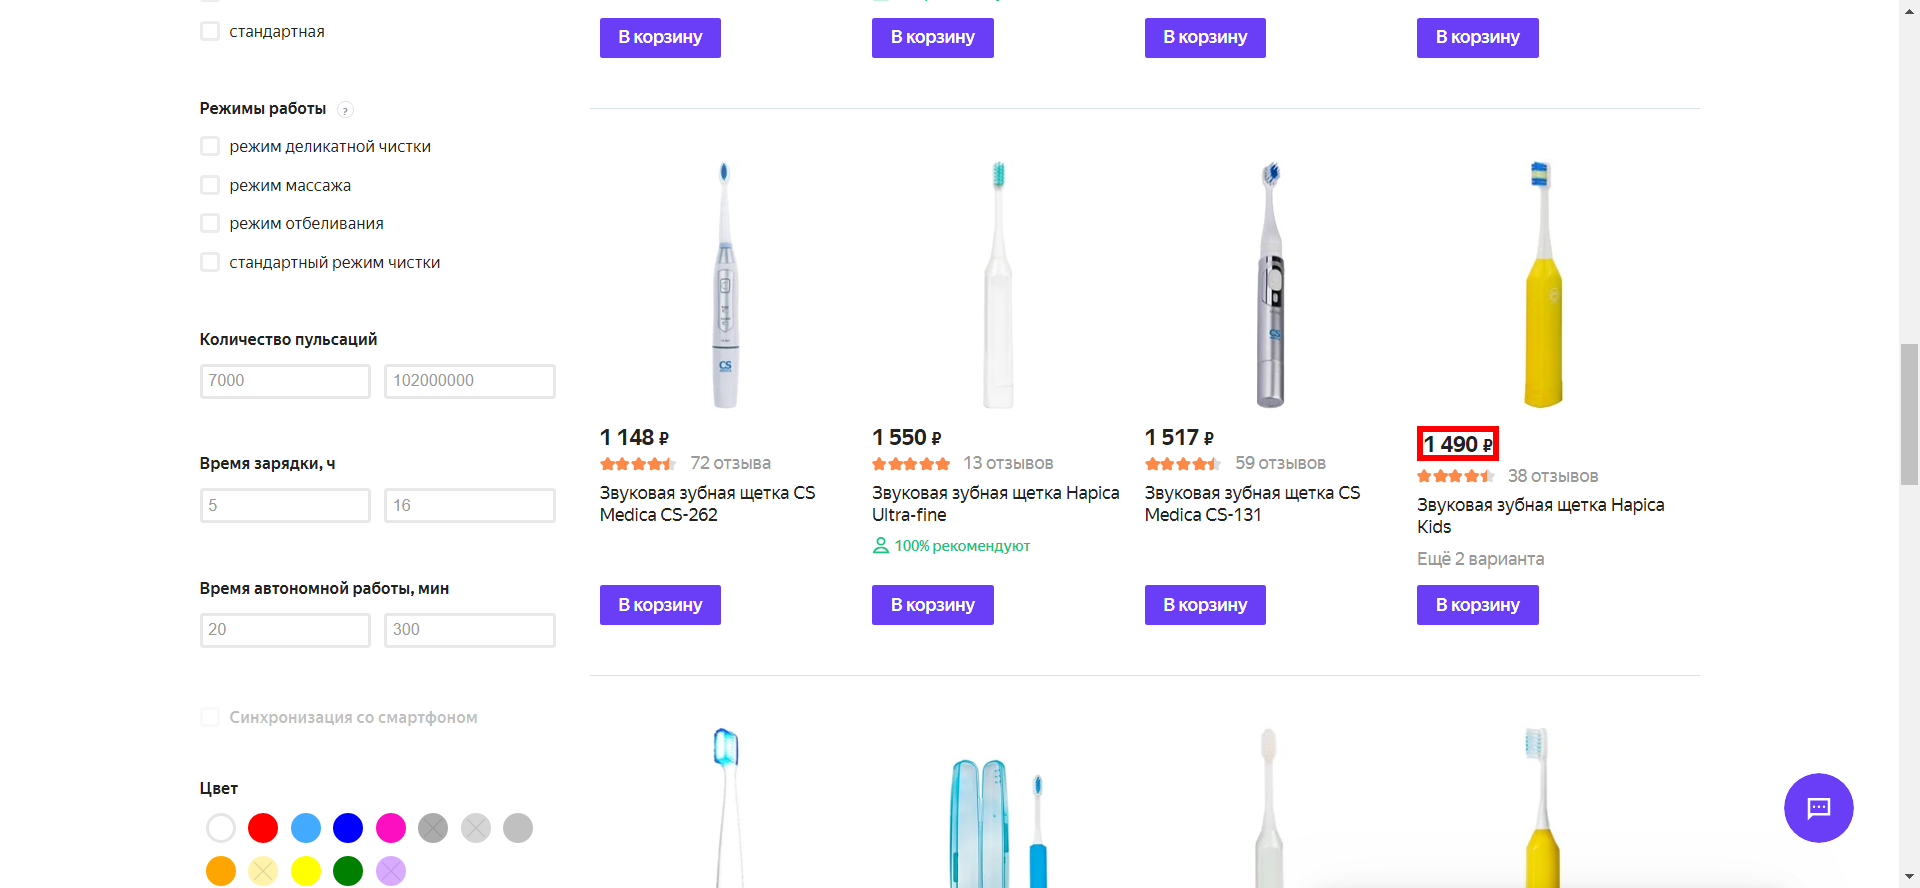 стандартная
В корзину
В корзину
В корзину
В корзину
Режимы работы ?
режим деликатной чистки
режим массажа
режим отбеливания
стандартный режим чистки
Количество пульсаций
7000
102000000
Время зарядки, ч
5
16
Время автономной работы, мин
20
300
Синхронизация со смартфоном
Цвет
CS
CS
1 148 ₽
72 отзыва
Звуковая зубная щетка CS
Medica CS-262
В корзину
1 550 ₽
13 отзывов
Звуковая зубная щетка Hapica
Ultra-fine
100% рекомендуют
В корзину
1 517 ₽
59 отзывов
Звуковая зубная щетка CS
Medica CS-131
В корзину
1 490 ₽
38 отзывов
Звуковая зубная щетка Hapica
Kids
Ещё 2 варианта
В корзину